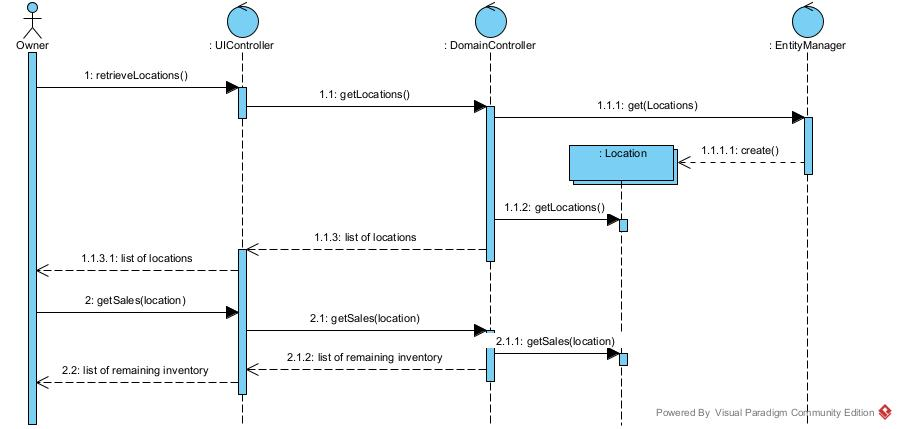 Owner
: UIController
: DomainController
: EntityManager
1: retrieveLocations()
1.1: getLocations()
1.1.1: get(Locations)
: Location
1.1.1.1: create()
1.1.2: getLocations()
1.1.3: list of locations
1.1.3.1: list of locations
2: getSales(location)
2.1: getSales(location)
2.1.1: getSales(location)
2.1.2: list of remaining inventory
2.2: list of remaining inventory
Powered By Visual Paradigm Community Edition